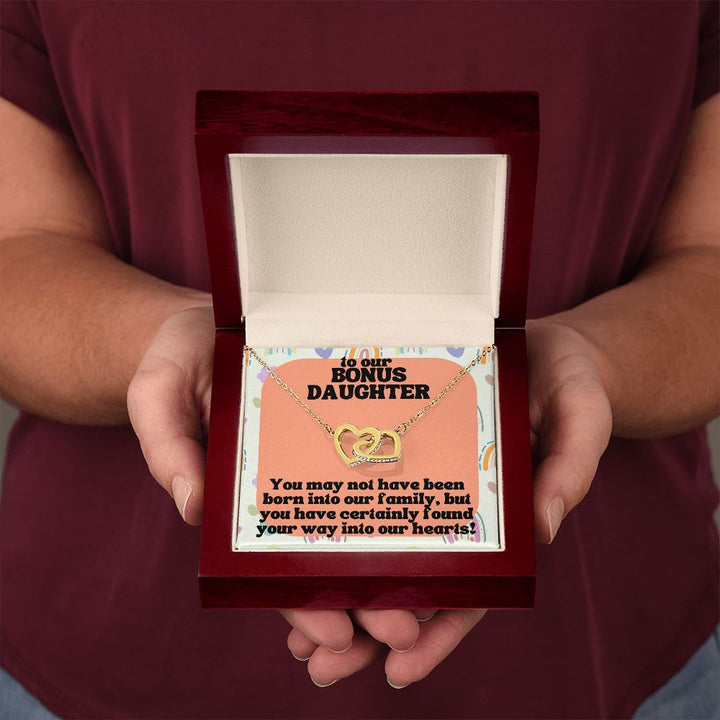 to our
BONUS
DAUGHTER
You may not have been
born into our family, but
you have certainly found
your way into our hearts!